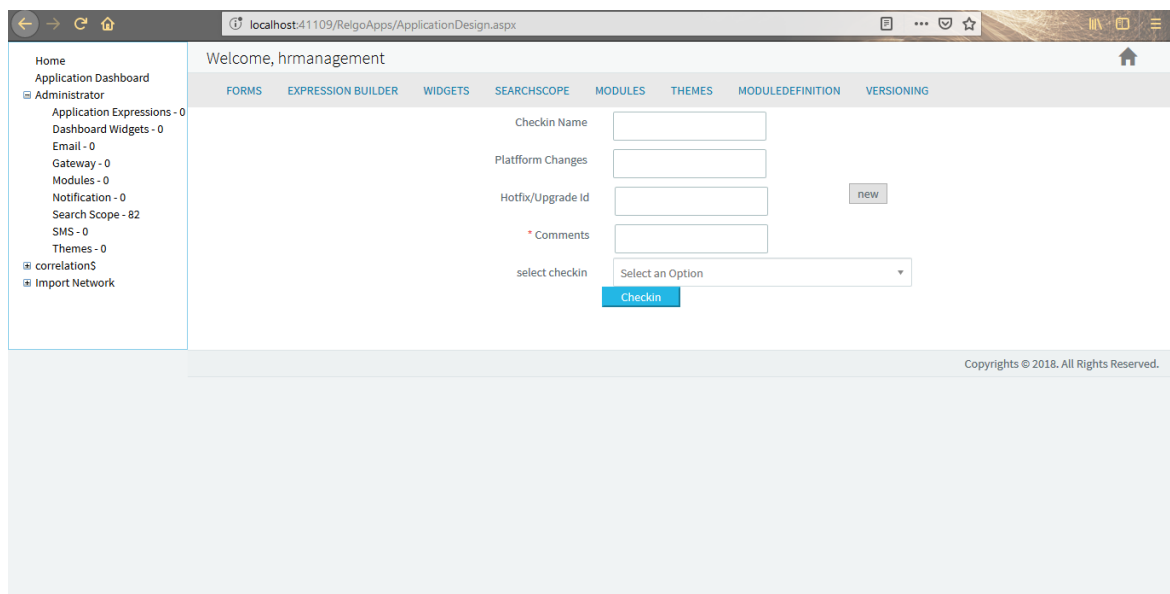 localhost:41109/RelgoApps/ApplicationDesign.aspx
Home
Application Dashboard
Administrator
Application Expressions - 0
Dashboard Widgets - 0
Email - 0
Gateway - 0
Modules - 0
Notification - 0
Search Scope - 82
SMS - 0
Themes - 0
correlation$
Import Network
Welcome, hrmanagement
FORMS EXPRESSION BUILDER WIDGETS SEARCHSCOPE MODULES THEMES MODULEDEFINITION VERSIONING
Checkin Name
Platfform Changes
Hotfix/Upgrade Id new
* Comments
select checkin Select an Option
Checkin
Copyrights © 2018. All Rights Reserved.